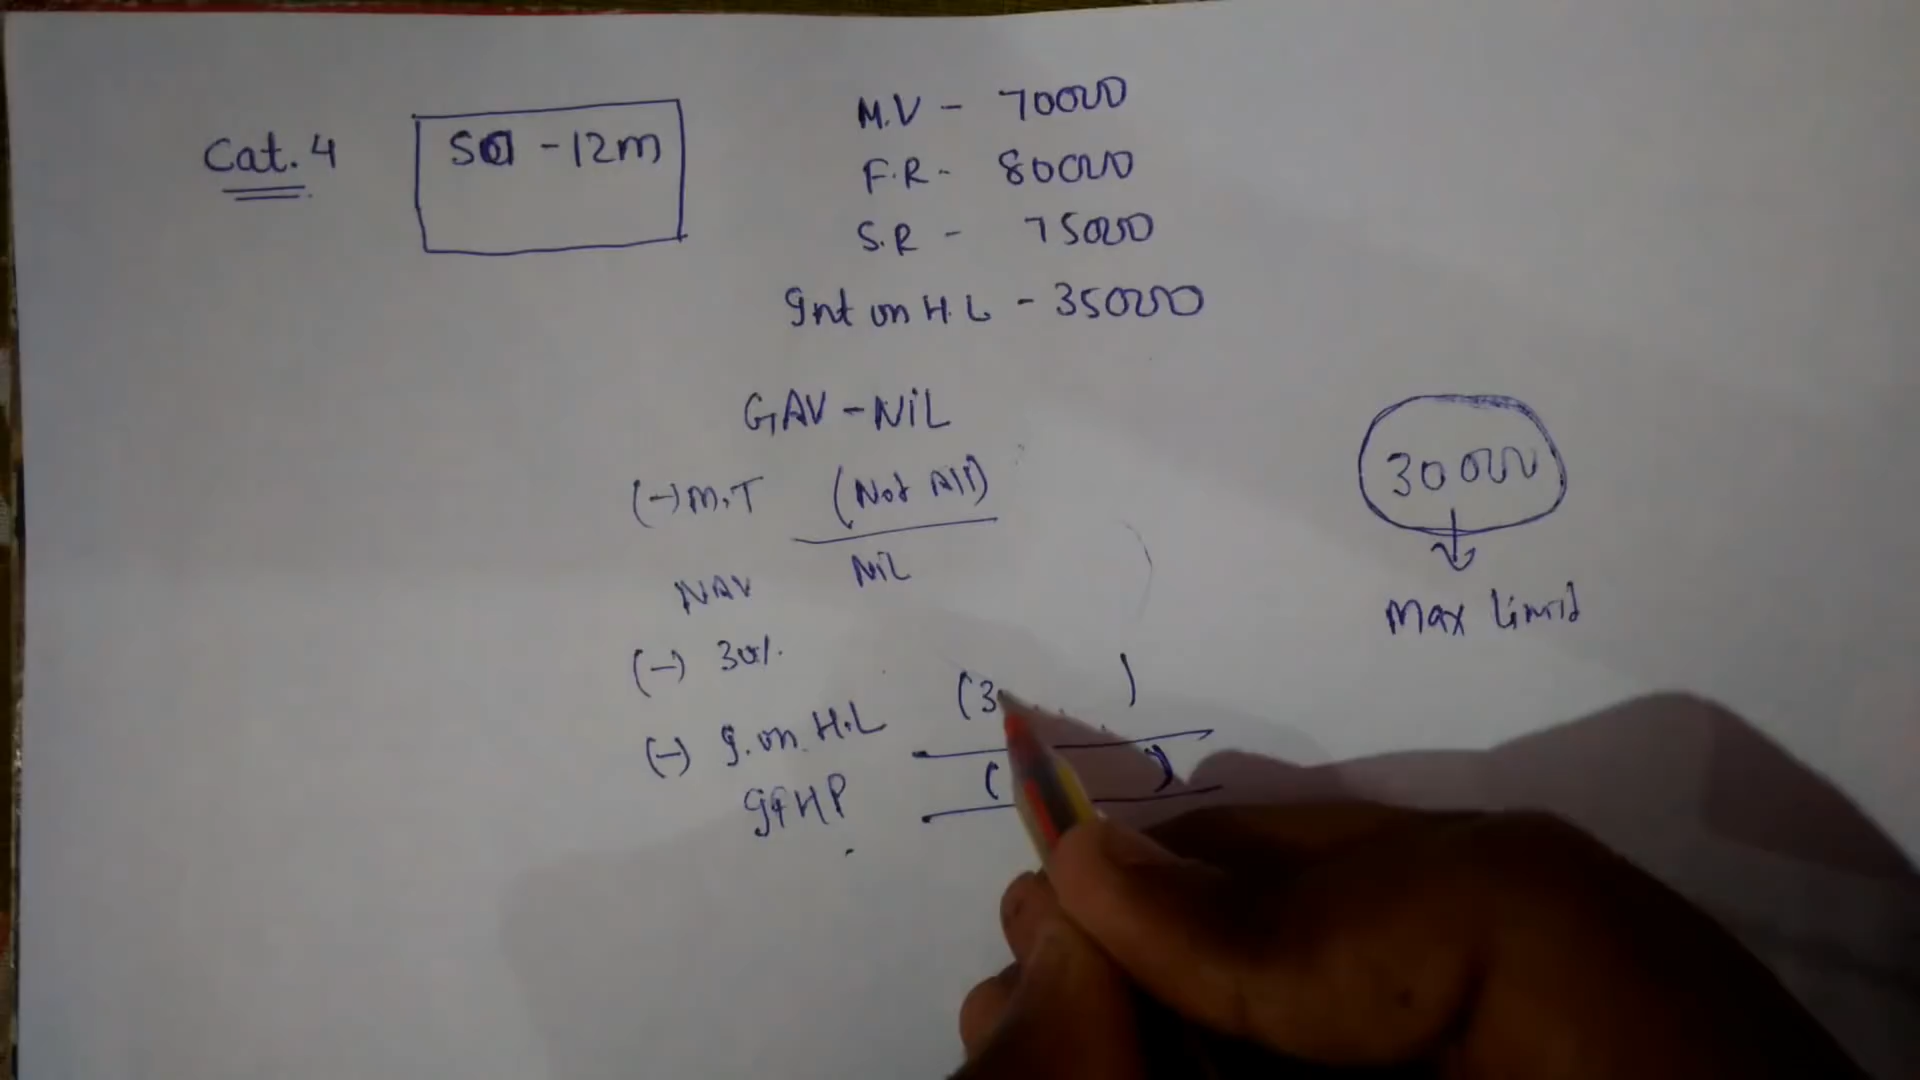 Cat. 4
SO - 12m
M.V - 70000
F.R - 80000
S.R - 75000
Int on H.L - 35000
GAV - NiL
(-) M.T (Not All)
NAV NiL
(-) 30%
(-) I. on H.L (3 )
IFHP ( )
30000
Max limit